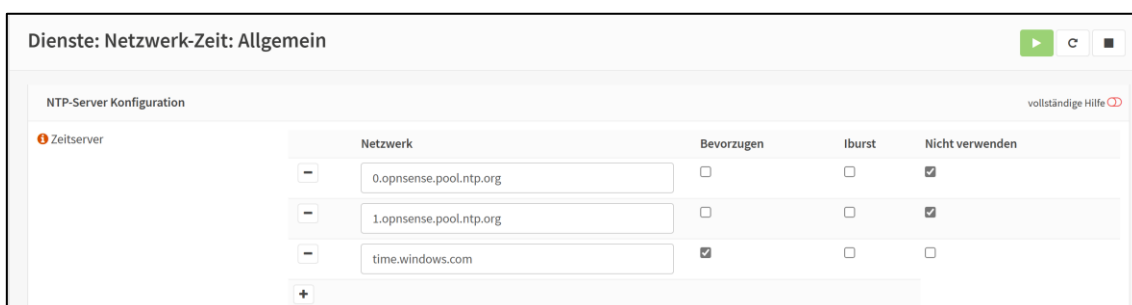 Dienste: Netzwerk-Zeit: Allgemein
NTP-Server Konfiguration
vollständige Hilfe
Zeitserver
Netzwerk Bevorzugen Iburst Nicht verwenden
0.opnsense.pool.ntp.org
1.opnsense.pool.ntp.org
time.windows.com